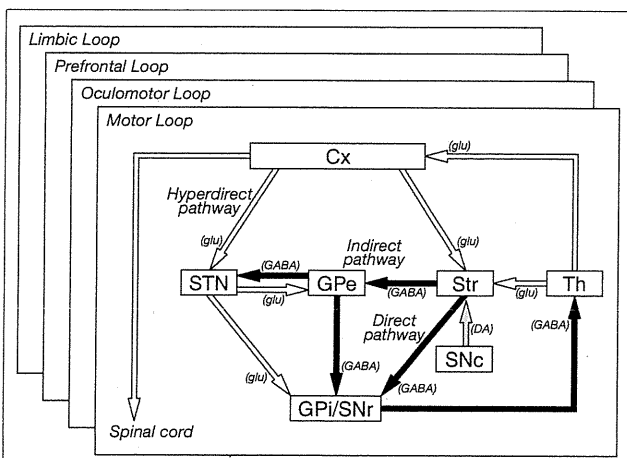 Limbic Loop
Prefrontal Loop
Oculomotor Loop
Motor Loop
(glu)
Cx
Hyperdirect
pathway
(glu)
(glu)
Indirect
pathway
(GABA)
STN
(glu)
GPe
(GABA)
Str
(glu)
Th
Direct
pathway
(DA)
(GABA)
SNc
(GABA)
(GABA)
(glu)
GPi/SNr
Spinal cord